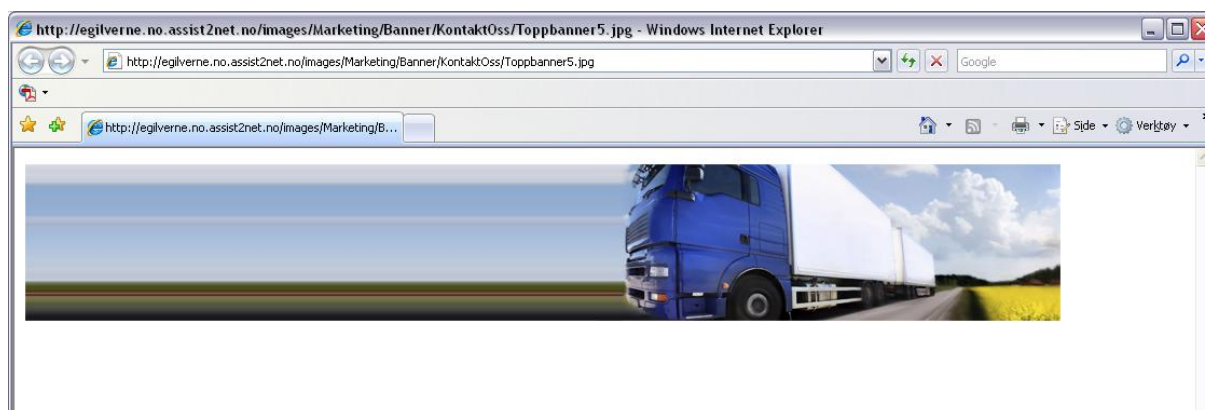 http://egilverne.no.assist2net.no/images/Marketing/Banner/KontaktOss/Toppbanner5.jpg - Windows Internet Explorer
http://egilverne.no.assist2net.no/images/Marketing/Banner/KontaktOss/Toppbanner5.jpg Google
http://egilverne.no.assist2net.no/images/Marketing/B... Side Verktøy